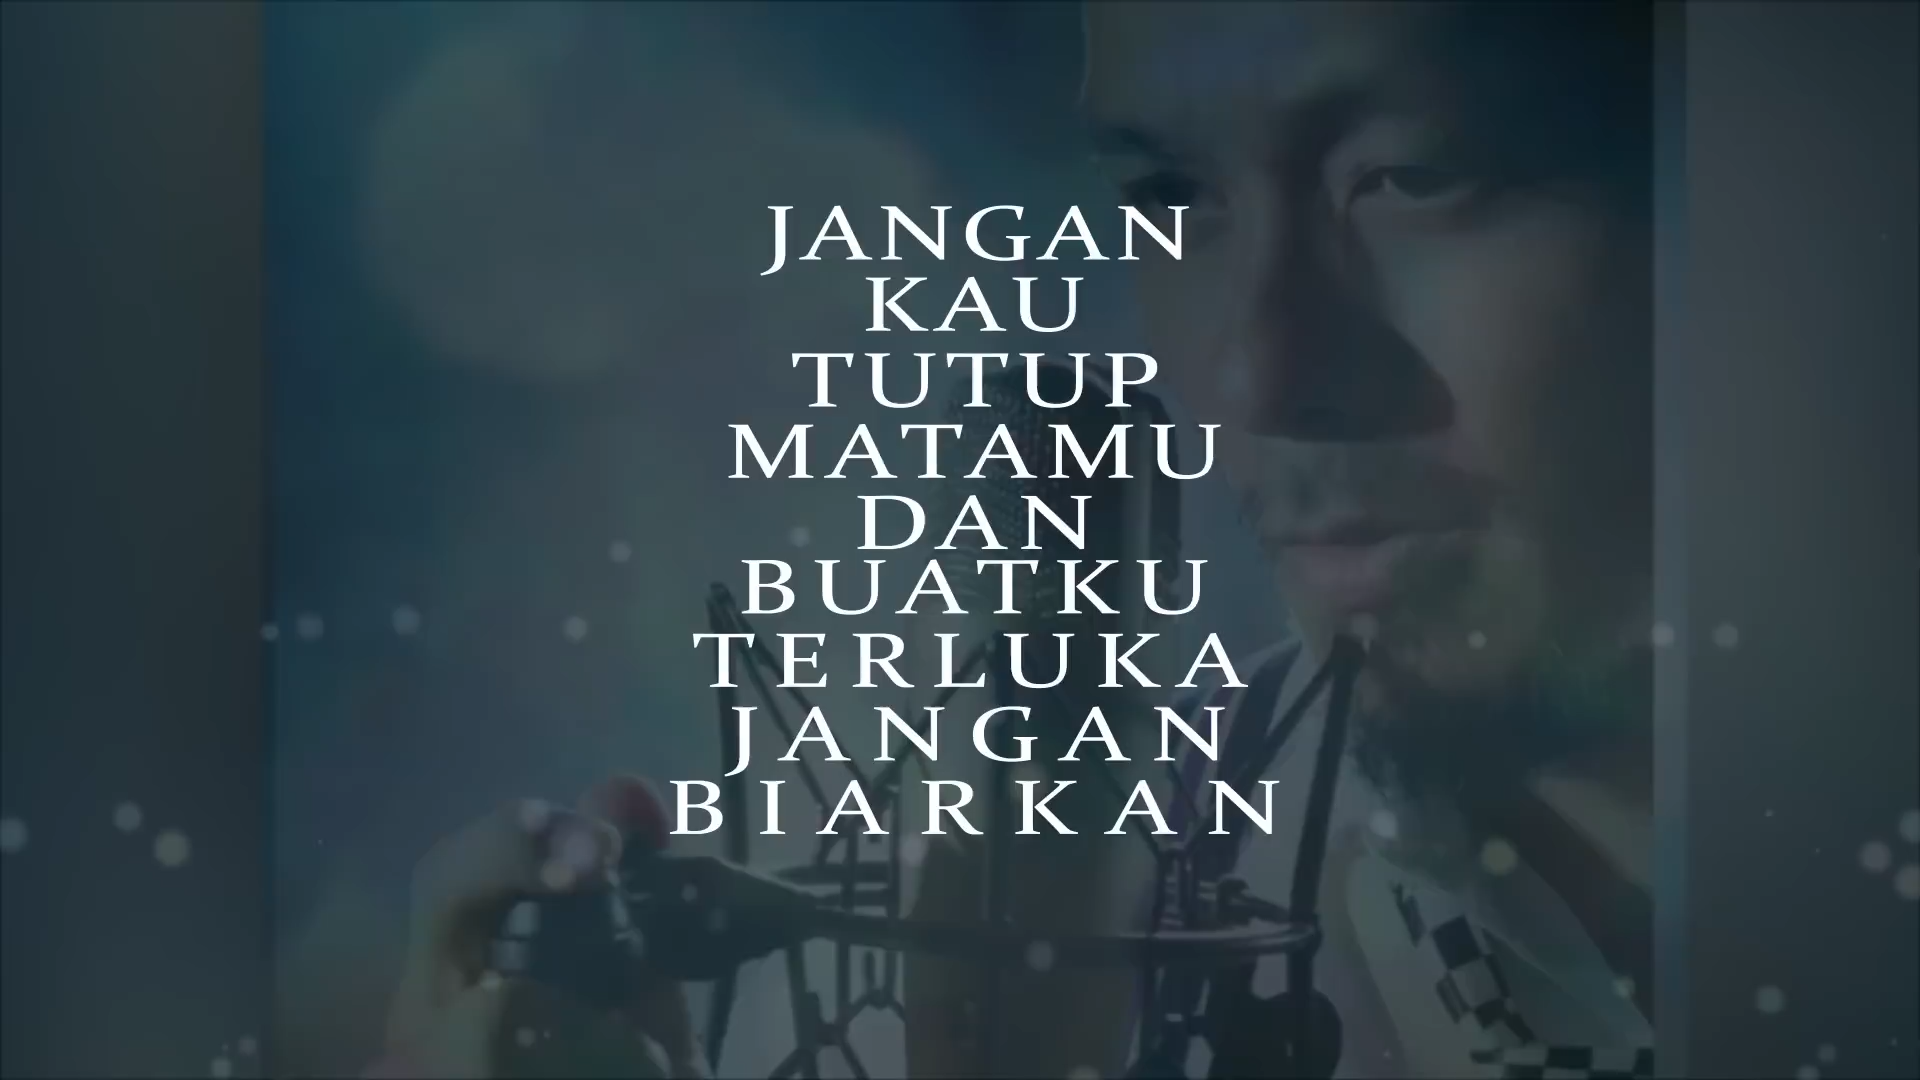 JANGAN
KAU
TUTUP
MATAMU
DAN
BUATKU
TERLUKA
JANGAN
BIARKAN